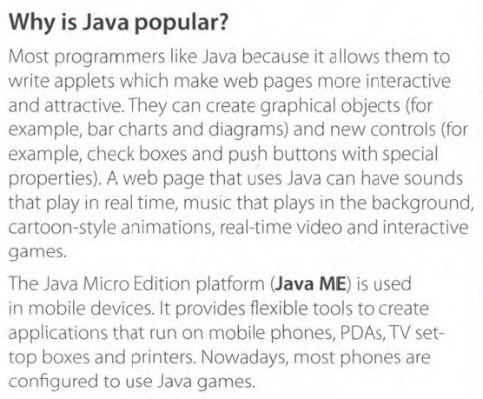 Why is Java popular?
Most programmers like Java because it allows them to
write applets which make web pages more interactive
and attractive. They can create graphical objects (for
example, bar charts and diagrams) and new controls (for
example, check boxes and push buttons with special
properties). A web page that uses Java can have sounds
that play in real time, music that plays in the background,
cartoon-style animations, real-time video and interactive
games.
The Java Micro Edition platform (Java ME) is used
in mobile devices. It provides flexible tools to create
applications that run on mobile phones, PDAs, TV set-
top boxes and printers. Nowadays, most phones are
configured to use Java games.